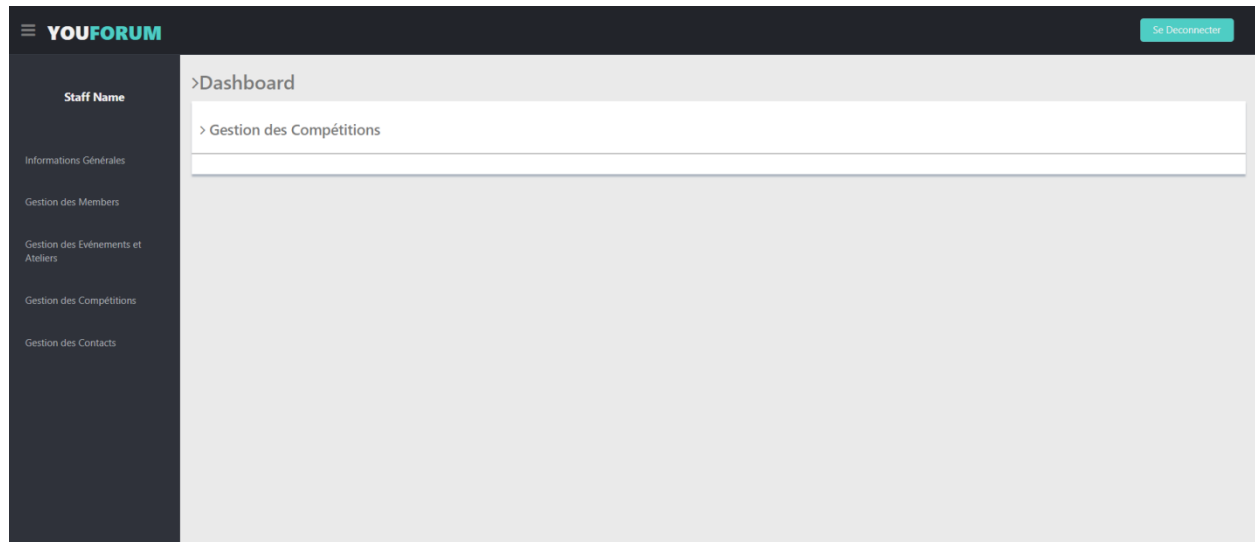 YOUFORUM
Se Deconnecter
Staff Name
Informations Générales
Gestion des Members
Gestion des Evénements et
Ateliers
Gestion des Compétitions
Gestion des Contacts
>Dashboard
> Gestion des Compétitions